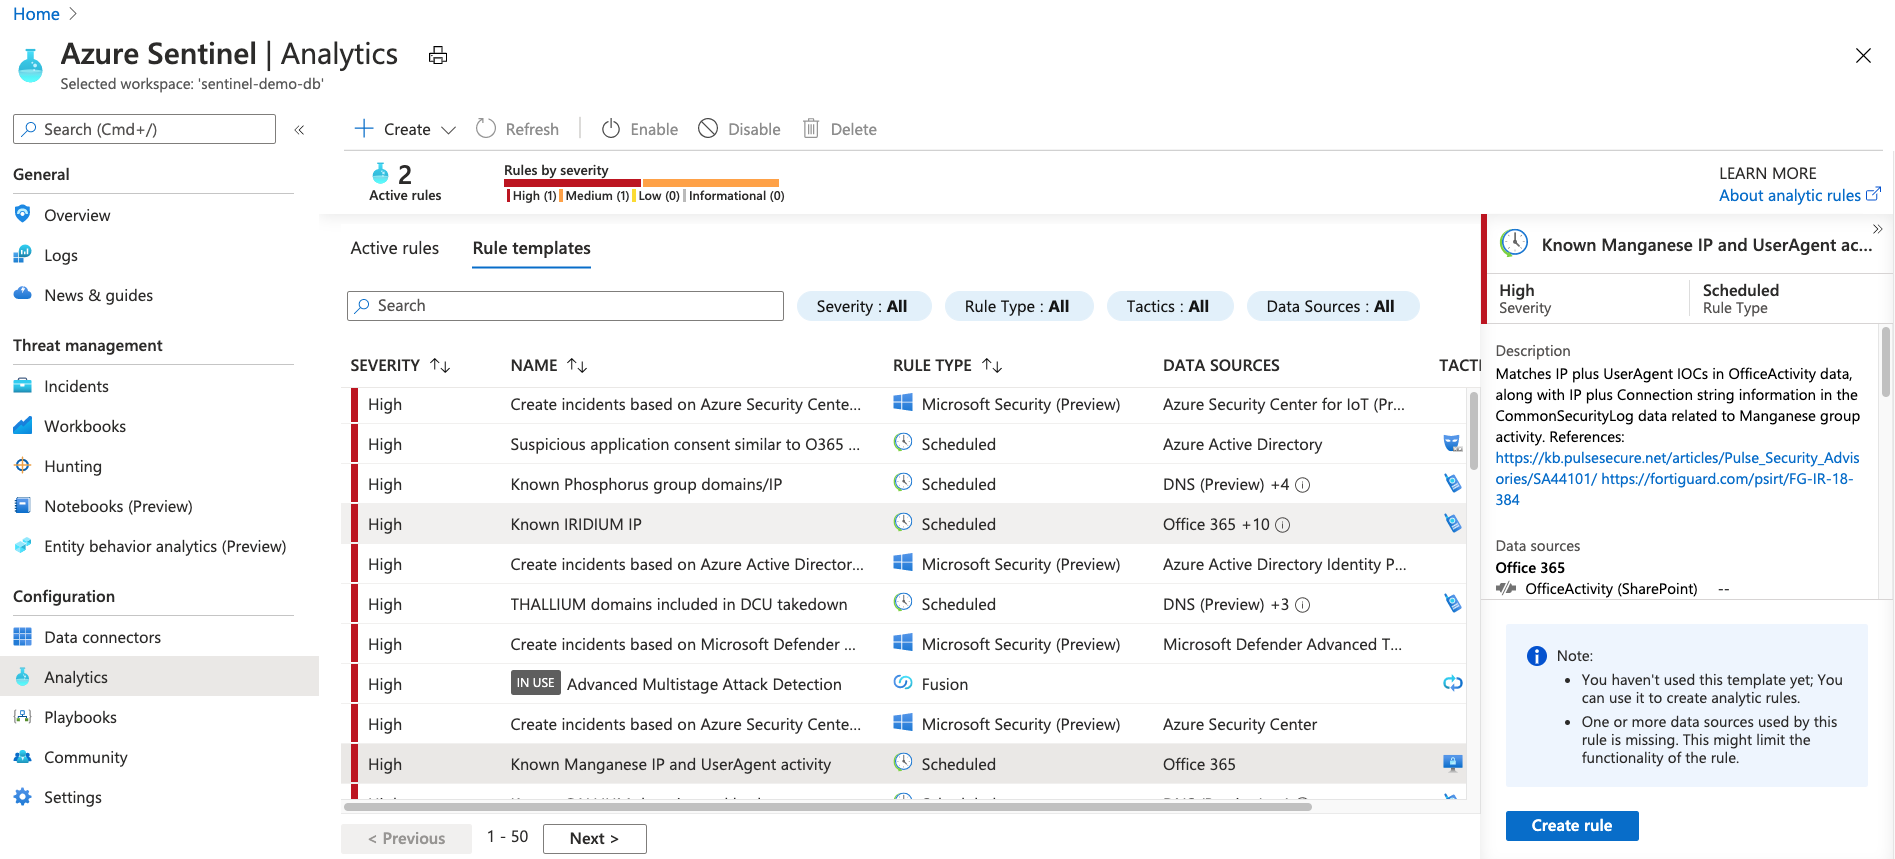 Home >
Azure Sentinel | Analytics
Selected workspace: 'sentinel-demo-db'
Search (Cmd+/)
«
General
Overview
Logs
News & guides
Threat management
Incidents
Workbooks
Hunting
Notebooks (Preview)
Entity behavior analytics (Preview)
Configuration
Data connectors
Analytics
Playbooks
Community
Settings
Create Refresh Enable Disable Delete
2
Active rules
Rules by severity
High (1) Medium (1) Low (0) Informational (0)
LEARN MORE
About analytic rules
Active rules Rule templates
Search Severity : All Rule Type : All Tactics : All Data Sources : All
SEVERITY NAME RULE TYPE DATA SOURCES TACTI
High Create incidents based on Azure Security Cente... Microsoft Security (Preview) Azure Security Center for IoT (Pr...
High Suspicious application consent similar to O365 ... Scheduled Azure Active Directory
High Known Phosphorus group domains/IP Scheduled DNS (Preview) +4
High Known IRIDIUM IP Scheduled Office 365 +10
High Create incidents based on Azure Active Director... Microsoft Security (Preview) Azure Active Directory Identity P...
High THALLIUM domains included in DCU takedown Scheduled DNS (Preview) +3
High Create incidents based on Microsoft Defender ... Microsoft Security (Preview) Microsoft Defender Advanced T...
High IN USE Advanced Multistage Attack Detection Fusion
High Create incidents based on Azure Security Cente... Microsoft Security (Preview) Azure Security Center
High Known Manganese IP and UserAgent activity Scheduled Office 365
< Previous 1 - 50 Next >
»
Known Manganese IP and UserAgent ac...
High Scheduled
Severity Rule Type
Description
Matches IP plus UserAgent IOCs in OfficeActivity data,
along with IP plus Connection string information in the
CommonSecurityLog data related to Manganese group
activity. References:
https://kb.pulsesecure.net/articles/Pulse_Security_Advis
ories/SA44101/ https://fortiguard.com/psirt/FG-IR-18-
384
Data sources
Office 365
OfficeActivity (SharePoint) --
Note:
• You haven't used this template yet; You
can use it to create analytic rules.
• One or more data sources used by this
rule is missing. This might limit the
functionality of the rule.
Create rule